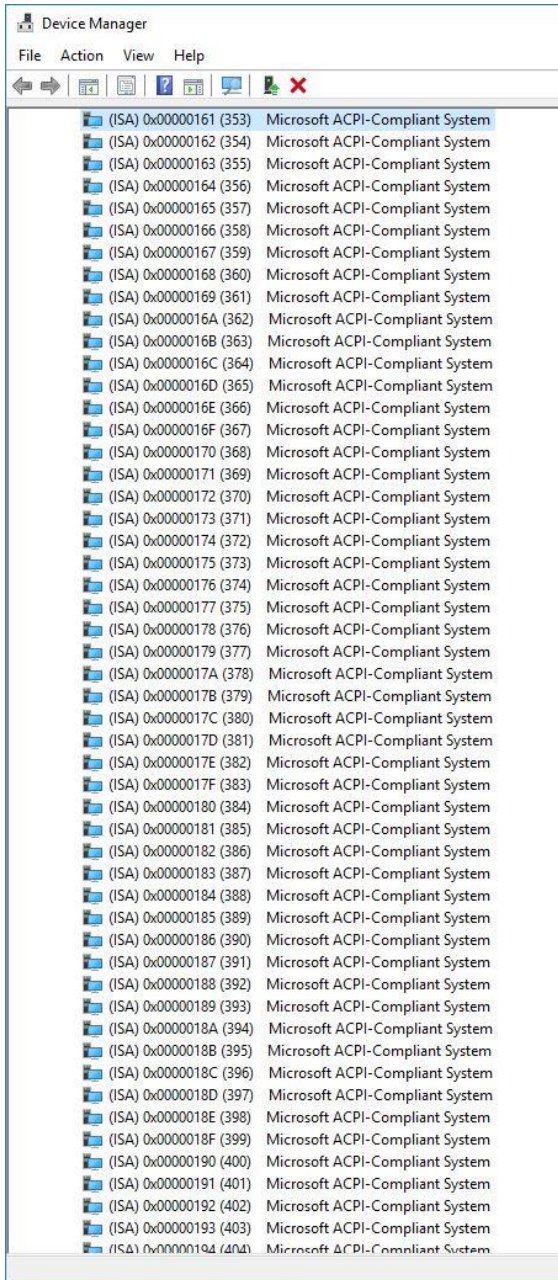 Device Manager
File Action View Help
(ISA) 0x00000161 (353) Microsoft ACPI-Compliant System
(ISA) 0x00000162 (354) Microsoft ACPI-Compliant System
(ISA) 0x00000163 (355) Microsoft ACPI-Compliant System
(ISA) 0x00000164 (356) Microsoft ACPI-Compliant System
(ISA) 0x00000165 (357) Microsoft ACPI-Compliant System
(ISA) 0x00000166 (358) Microsoft ACPI-Compliant System
(ISA) 0x00000167 (359) Microsoft ACPI-Compliant System
(ISA) 0x00000168 (360) Microsoft ACPI-Compliant System
(ISA) 0x00000169 (361) Microsoft ACPI-Compliant System
(ISA) 0x0000016A (362) Microsoft ACPI-Compliant System
(ISA) 0x0000016B (363) Microsoft ACPI-Compliant System
(ISA) 0x0000016C (364) Microsoft ACPI-Compliant System
(ISA) 0x0000016D (365) Microsoft ACPI-Compliant System
(ISA) 0x0000016E (366) Microsoft ACPI-Compliant System
(ISA) 0x0000016F (367) Microsoft ACPI-Compliant System
(ISA) 0x00000170 (368) Microsoft ACPI-Compliant System
(ISA) 0x00000171 (369) Microsoft ACPI-Compliant System
(ISA) 0x00000172 (370) Microsoft ACPI-Compliant System
(ISA) 0x00000173 (371) Microsoft ACPI-Compliant System
(ISA) 0x00000174 (372) Microsoft ACPI-Compliant System
(ISA) 0x00000175 (373) Microsoft ACPI-Compliant System
(ISA) 0x00000176 (374) Microsoft ACPI-Compliant System
(ISA) 0x00000177 (375) Microsoft ACPI-Compliant System
(ISA) 0x00000178 (376) Microsoft ACPI-Compliant System
(ISA) 0x00000179 (377) Microsoft ACPI-Compliant System
(ISA) 0x0000017A (378) Microsoft ACPI-Compliant System
(ISA) 0x0000017B (379) Microsoft ACPI-Compliant System
(ISA) 0x0000017C (380) Microsoft ACPI-Compliant System
(ISA) 0x0000017D (381) Microsoft ACPI-Compliant System
(ISA) 0x0000017E (382) Microsoft ACPI-Compliant System
(ISA) 0x0000017F (383) Microsoft ACPI-Compliant System
(ISA) 0x00000180 (384) Microsoft ACPI-Compliant System
(ISA) 0x00000181 (385) Microsoft ACPI-Compliant System
(ISA) 0x00000182 (386) Microsoft ACPI-Compliant System
(ISA) 0x00000183 (387) Microsoft ACPI-Compliant System
(ISA) 0x00000184 (388) Microsoft ACPI-Compliant System
(ISA) 0x00000185 (389) Microsoft ACPI-Compliant System
(ISA) 0x00000186 (390) Microsoft ACPI-Compliant System
(ISA) 0x00000187 (391) Microsoft ACPI-Compliant System
(ISA) 0x00000188 (392) Microsoft ACPI-Compliant System
(ISA) 0x00000189 (393) Microsoft ACPI-Compliant System
(ISA) 0x0000018A (394) Microsoft ACPI-Compliant System
(ISA) 0x0000018B (395) Microsoft ACPI-Compliant System
(ISA) 0x0000018C (396) Microsoft ACPI-Compliant System
(ISA) 0x0000018D (397) Microsoft ACPI-Compliant System
(ISA) 0x0000018E (398) Microsoft ACPI-Compliant System
(ISA) 0x0000018F (399) Microsoft ACPI-Compliant System
(ISA) 0x00000190 (400) Microsoft ACPI-Compliant System
(ISA) 0x00000191 (401) Microsoft ACPI-Compliant System
(ISA) 0x00000192 (402) Microsoft ACPI-Compliant System
(ISA) 0x00000193 (403) Microsoft ACPI-Compliant System
(ISA) 0x00000194 (404) Microsoft ACPI-Compliant System